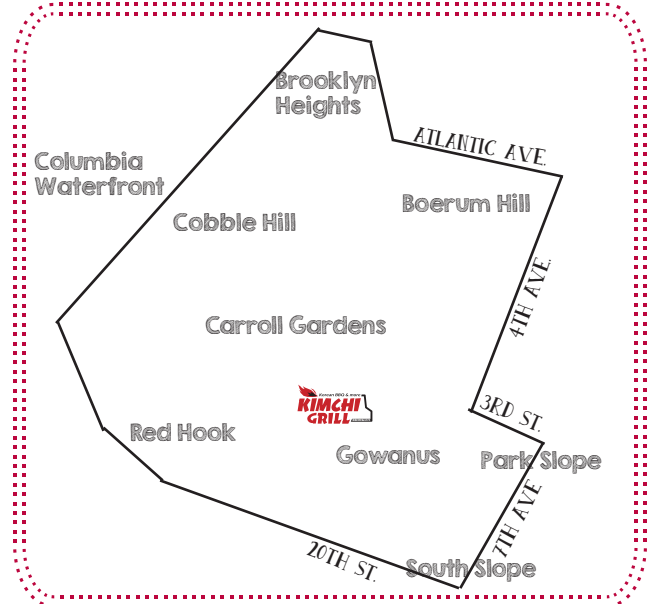 Brooklyn
Heights
ATLANTIC AVE.
Columbia
Waterfront
Boerum Hill
Cobble Hill
4TH AVE.
Carroll Gardens
Korean BBQ & more
KIMCHI
GRILL
3RD ST.
Red Hook
Gowanus
Park Slope
7TH AVE
20TH ST.
South Slope